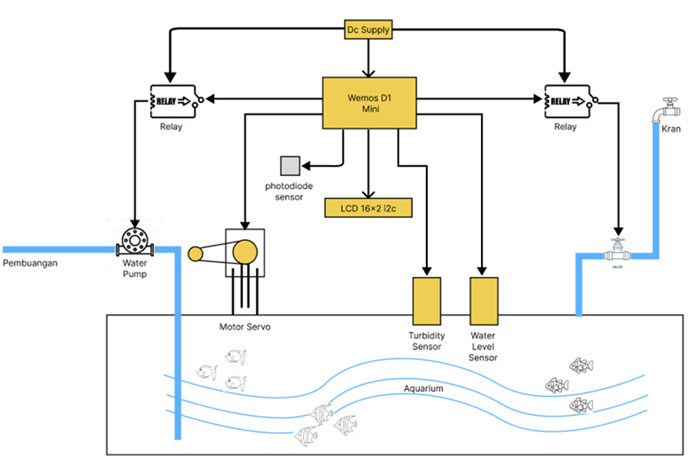 Dc Supply
RELAY
Relay
Wemos D1
Mini
RELAY
Relay
Kran
photodiode
sensor
LCD 16×2 i2c
Pembuangan
Water
Pump
Motor Servo
Turbidity
Sensor
Water
Level
Sensor
Aquarium